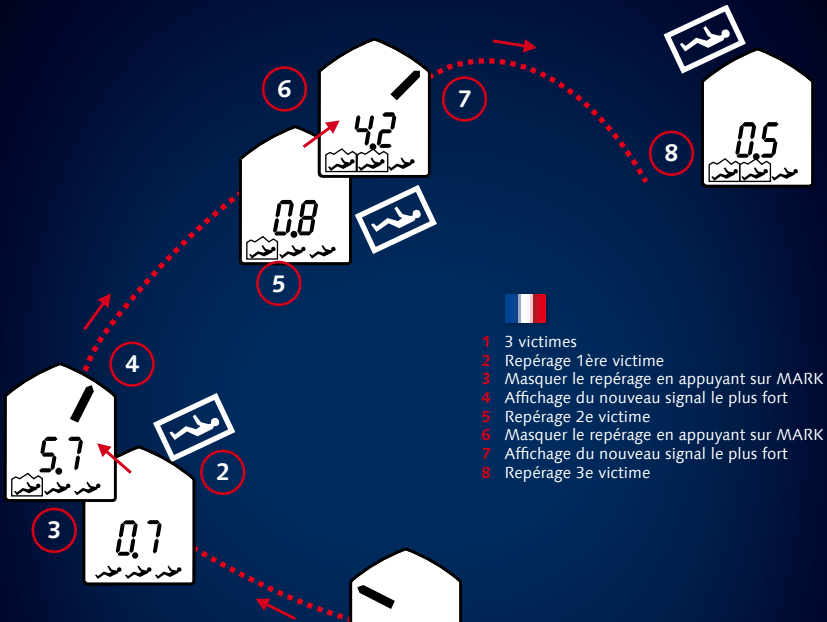 6
4.2
7
8
0.5
0.8
5
4
5.7
2
3
0.7
1 3 victimes
2 Repérage 1ère victime
3 Masquer le repérage en appuyant sur MARK
4 Affichage du nouveau signal le plus fort
5 Repérage 2e victime
6 Masquer le repérage en appuyant sur MARK
7 Affichage du nouveau signal le plus fort
8 Repérage 3e victime